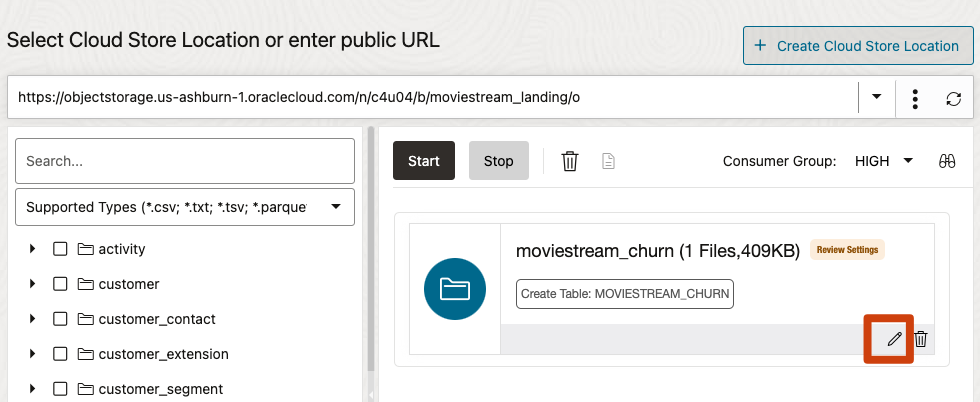 Select Cloud Store Location or enter public URL
+ Create Cloud Store Location
https://objectstorage.us-ashburn-1.oraclecloud.com/n/c4u04/b/moviestream_landing/o
Search...
Supported Types (*.csv; *.txt; *.tsv; *.parque
activity
customer
customer_contact
customer_extension
customer_segment
Start
Stop
Consumer Group:
HIGH
moviestream_churn (1 Files,409KB)
Review Settings
Create Table: MOVIESTREAM_CHURN